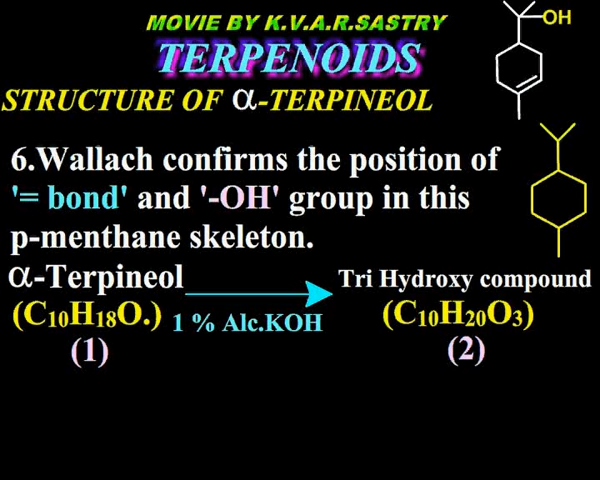 MOVIE BY K.V.A.R.SASTRY
TERPENOIDS
OH
STRUCTURE OF α-TERPINEOL
6.Wallach confirms the position of
'= bond' and '-OH' group in this
p-menthane skeleton.
α-Terpineol
Tri Hydroxy compound
(C₁₀H₁₈O.)
1 % Alc.KOH
(C₁₀H₂₀O₃)
(1)
(2)